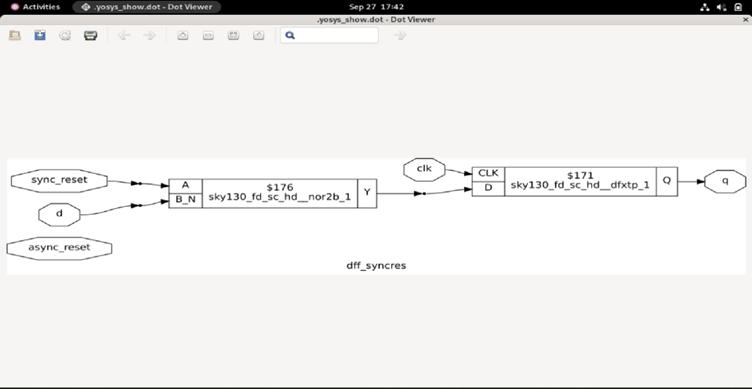 Activities .yosys_show.dot - Dot Viewer Sep 27 17:42
.yosys_show.dot - Dot Viewer
sync_reset
d
async_reset
A
B_N
$176
sky130_fd_sc_hd__nor2b_1
Y
clk
CLK
D
$171
sky130_fd_sc_hd__dfxtp_1
Q
q
dff_syncres